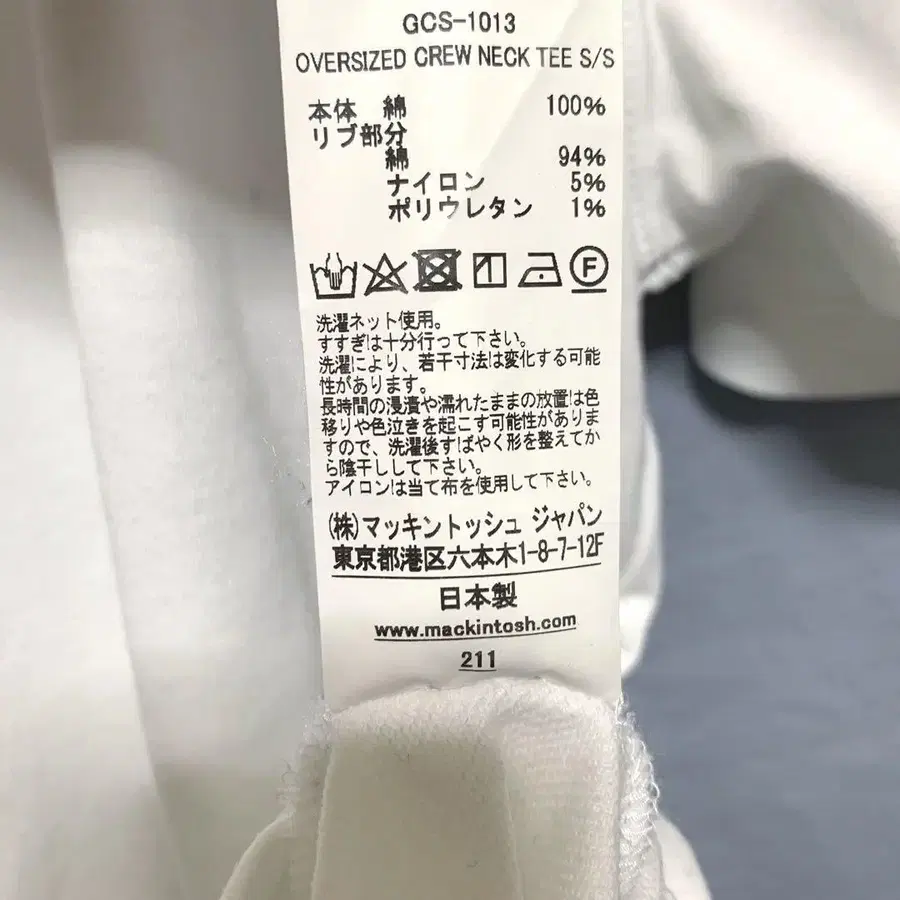 GCS-1013
OVERSIZED CREW NECK TEE S/S
本体 綿 100%
リブ部分
綿 94%
ナイロン 5%
ポリウレタン 1%
F
洗濯ネット使用。
すすぎは十分行って下さい。
洗濯により、若干寸法は変化する可能
性があります。
長時間の浸漬や濡れたままの放置は色
移りや色泣きを起こす可能性がありま
すので、洗濯後すばやく形を整えてか
ら陰干しして下さい。
アイロンは当て布を使用して下さい。
(株)マッキントッシュ ジャパン
東京都港区六本木1-8-7-12F
日本製
www.mackintosh.com
211